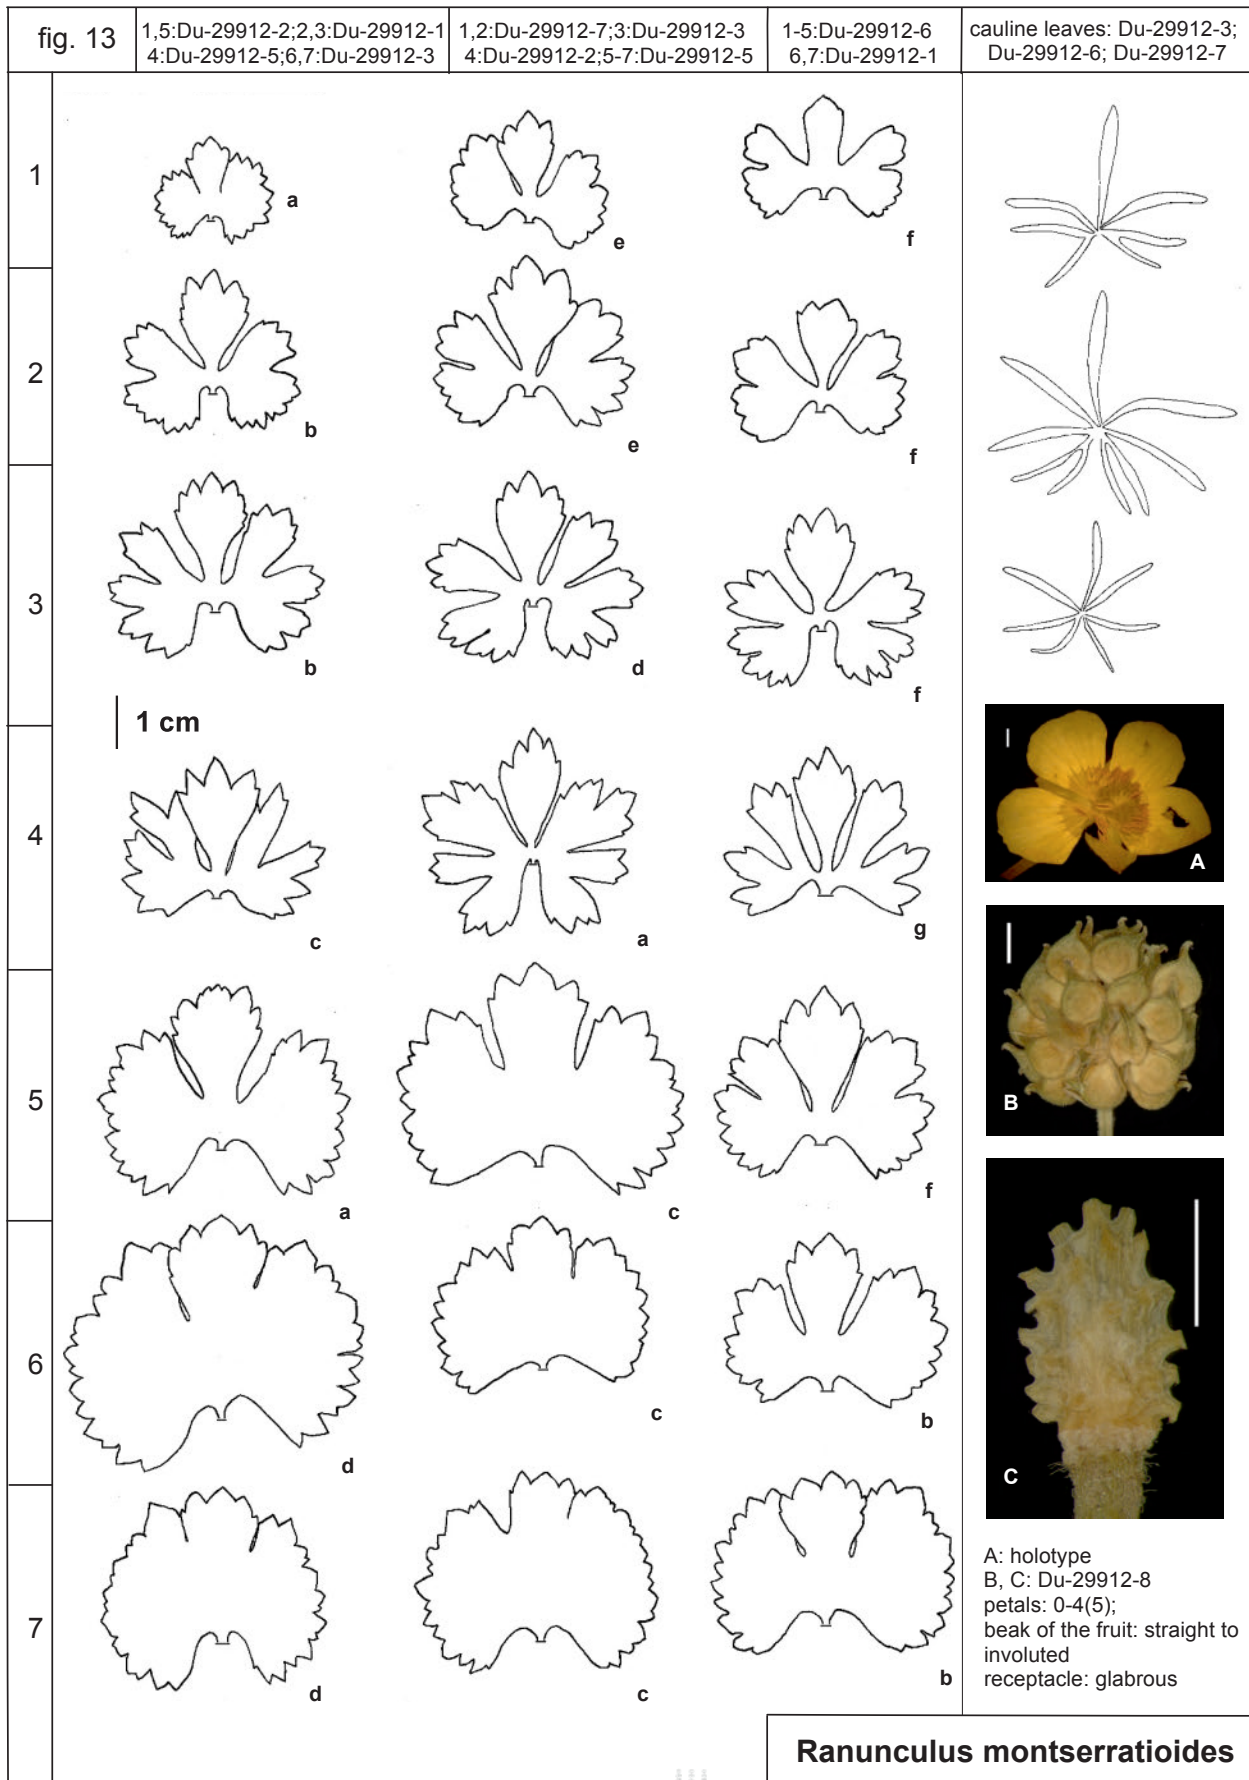 fig. 13
1,5:Du-29912-2;2,3:Du-29912-1
4:Du-29912-5;6,7:Du-29912-3
1,2:Du-29912-7;3:Du-29912-3
4:Du-29912-2;5-7:Du-29912-5
1-5:Du-29912-6
6,7:Du-29912-1
cauline leaves: Du-29912-3;
Du-29912-6; Du-29912-7
1
a
e
f
2
b
e
f
3
b
d
f
1 cm
4
c
a
g
A
5
a
c
f
B
6
d
c
b
C
7
d
c
b
A: holotype
B, C: Du-29912-8
petals: 0-4(5);
beak of the fruit: straight to
involuted
receptacle: glabrous
Ranunculus montserratioides